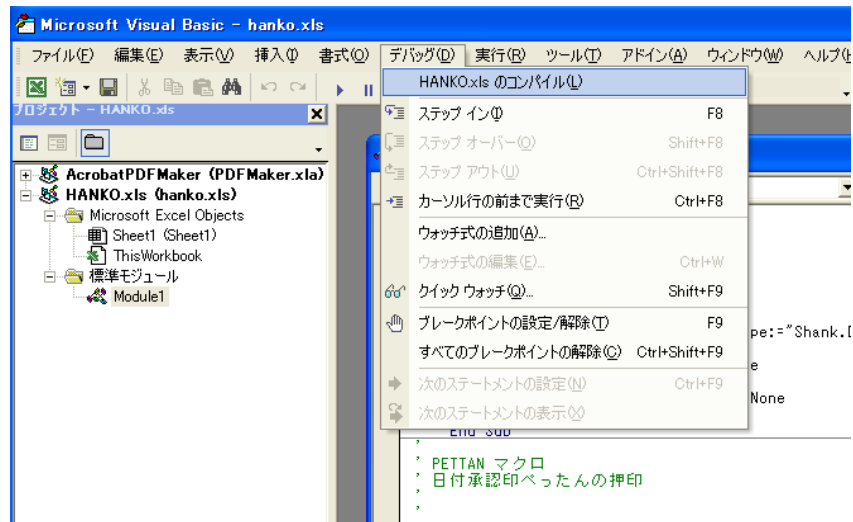 Microsoft Visual Basic - hanko.xls
ファイル(F) 編集(E) 表示(V) 挿入(I) 書式(O) デバッグ(D) 実行(R) ツール(T) アドイン(A) ウィンドウ(W) ヘルプ(H
プロジェクト - HANKO.xls
AcrobatPDFMaker (PDFMaker.xla)
HANKO.xls (hanko.xls)
Microsoft Excel Objects
Sheet1 (Sheet1)
ThisWorkbook
標準モジュール
Module1
HANKO.xls のコンパイル(L)
ステップ イン(I) F8
ステップ オーバー(O) Shift+F8
ステップ アウト(U) Ctrl+Shift+F8
カーソル行の前まで実行(R) Ctrl+F8
ウォッチ式の追加(A)...
ウォッチ式の編集(E)... Ctrl+W
クイック ウォッチ(Q)... Shift+F9
ブレークポイントの設定/解除(T) F9
すべてのブレークポイントの解除(C) Ctrl+Shift+F9
次のステートメントの設定(N) Ctrl+F9
次のステートメントの表示(X)
pe:="Shank.D
e
None
End Sub
'
' PETTAN マクロ
' 日付承認印ぺったんの押印
'